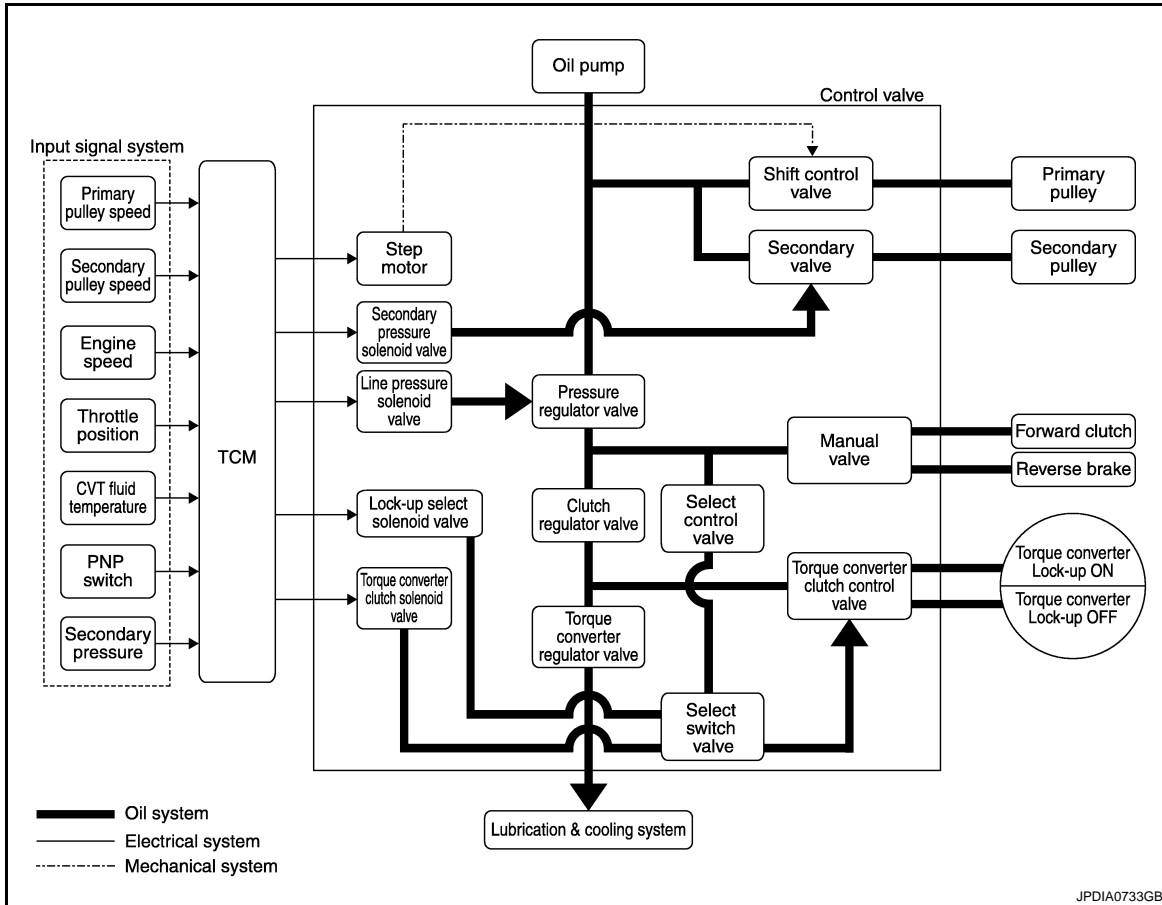 Oil pump
Control valve
Input signal system
Primary
pulley speed
Secondary
pulley speed
Engine
speed
Throttle
position
CVT fluid
temperature
PNP
switch
Secondary
pressure
TCM
Step
motor
Secondary
pressure
solenoid valve
Line pressure
solenoid
valve
Lock-up select
solenoid valve
Torque converter
clutch solenoid
valve
Pressure
regulator valve
Clutch
regulator valve
Torque
converter
regulator valve
Shift control
valve
Secondary
valve
Manual
valve
Select
control
valve
Torque converter
clutch control
valve
Select
switch
valve
Primary
pulley
Secondary
pulley
Forward clutch
Reverse brake
Torque converter
Lock-up ON
Torque converter
Lock-up OFF
Lubrication & cooling system
Oil system
Electrical system
Mechanical system
JPDIA0733GB